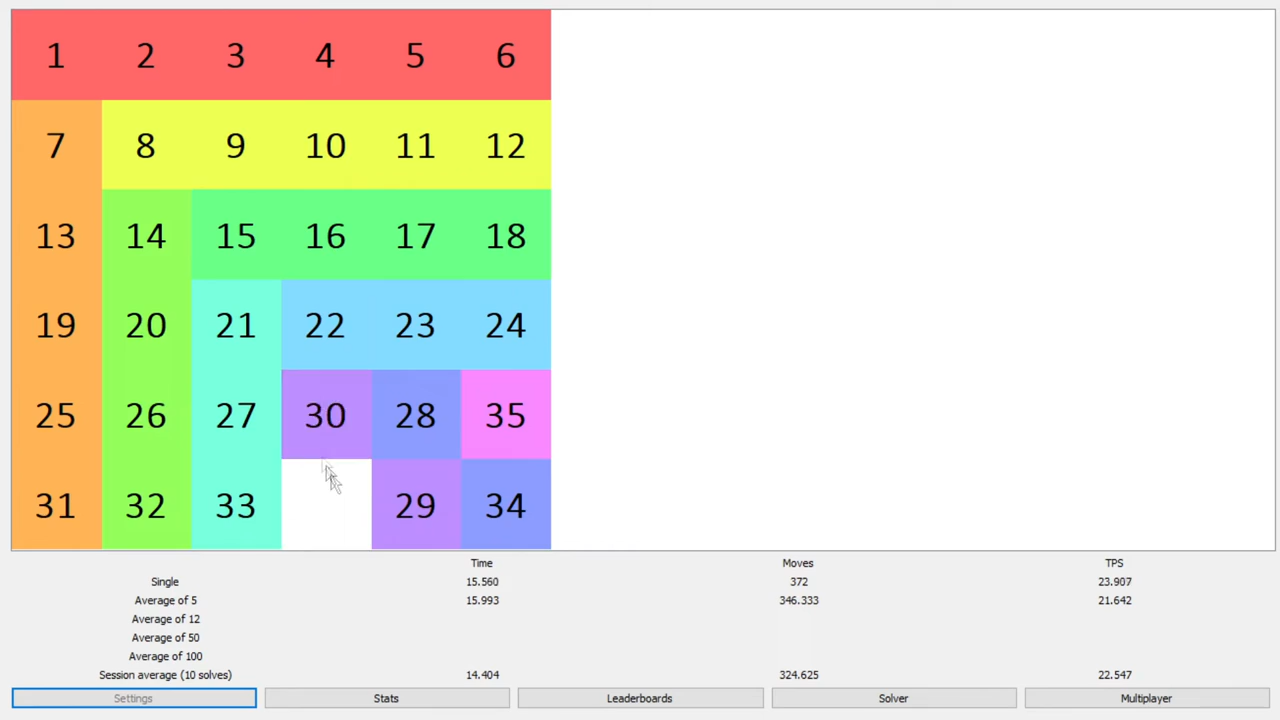 1 2 3 4 5 6
7 8 9 10 11 12
13 14 15 16 17 18
19 20 21 22 23 24
25 26 27 30 28 35
31 32 33 29 34
Time Moves TPS
Single 15.560 372 23.907
Average of 5 15.993 346.333 21.642
Average of 12
Average of 50
Average of 100
Session average (10 solves) 14.404 324.625 22.547
Settings Stats Leaderboards Solver Multiplayer